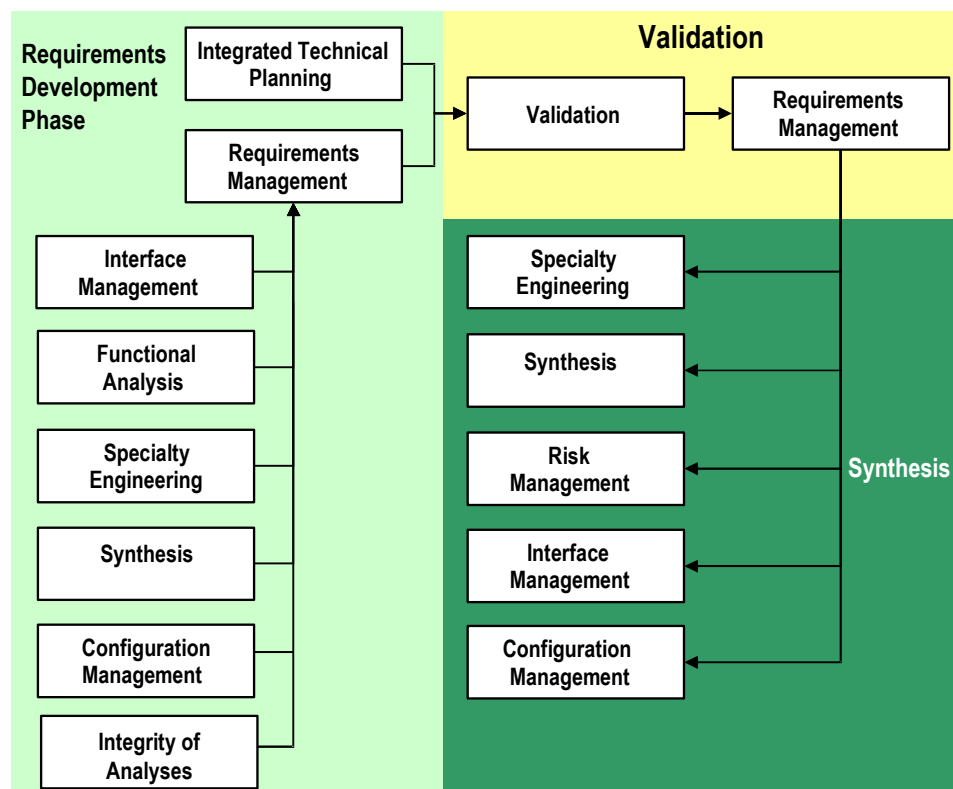 Requirements
Development
Phase
Integrated Technical
Planning
Requirements
Management
Interface
Management
Functional
Analysis
Specialty
Engineering
Synthesis
Configuration
Management
Integrity of
Analyses
Validation
Validation
Requirements
Management
Specialty
Engineering
Synthesis
Risk
Management
Interface
Management
Configuration
Management
Synthesis